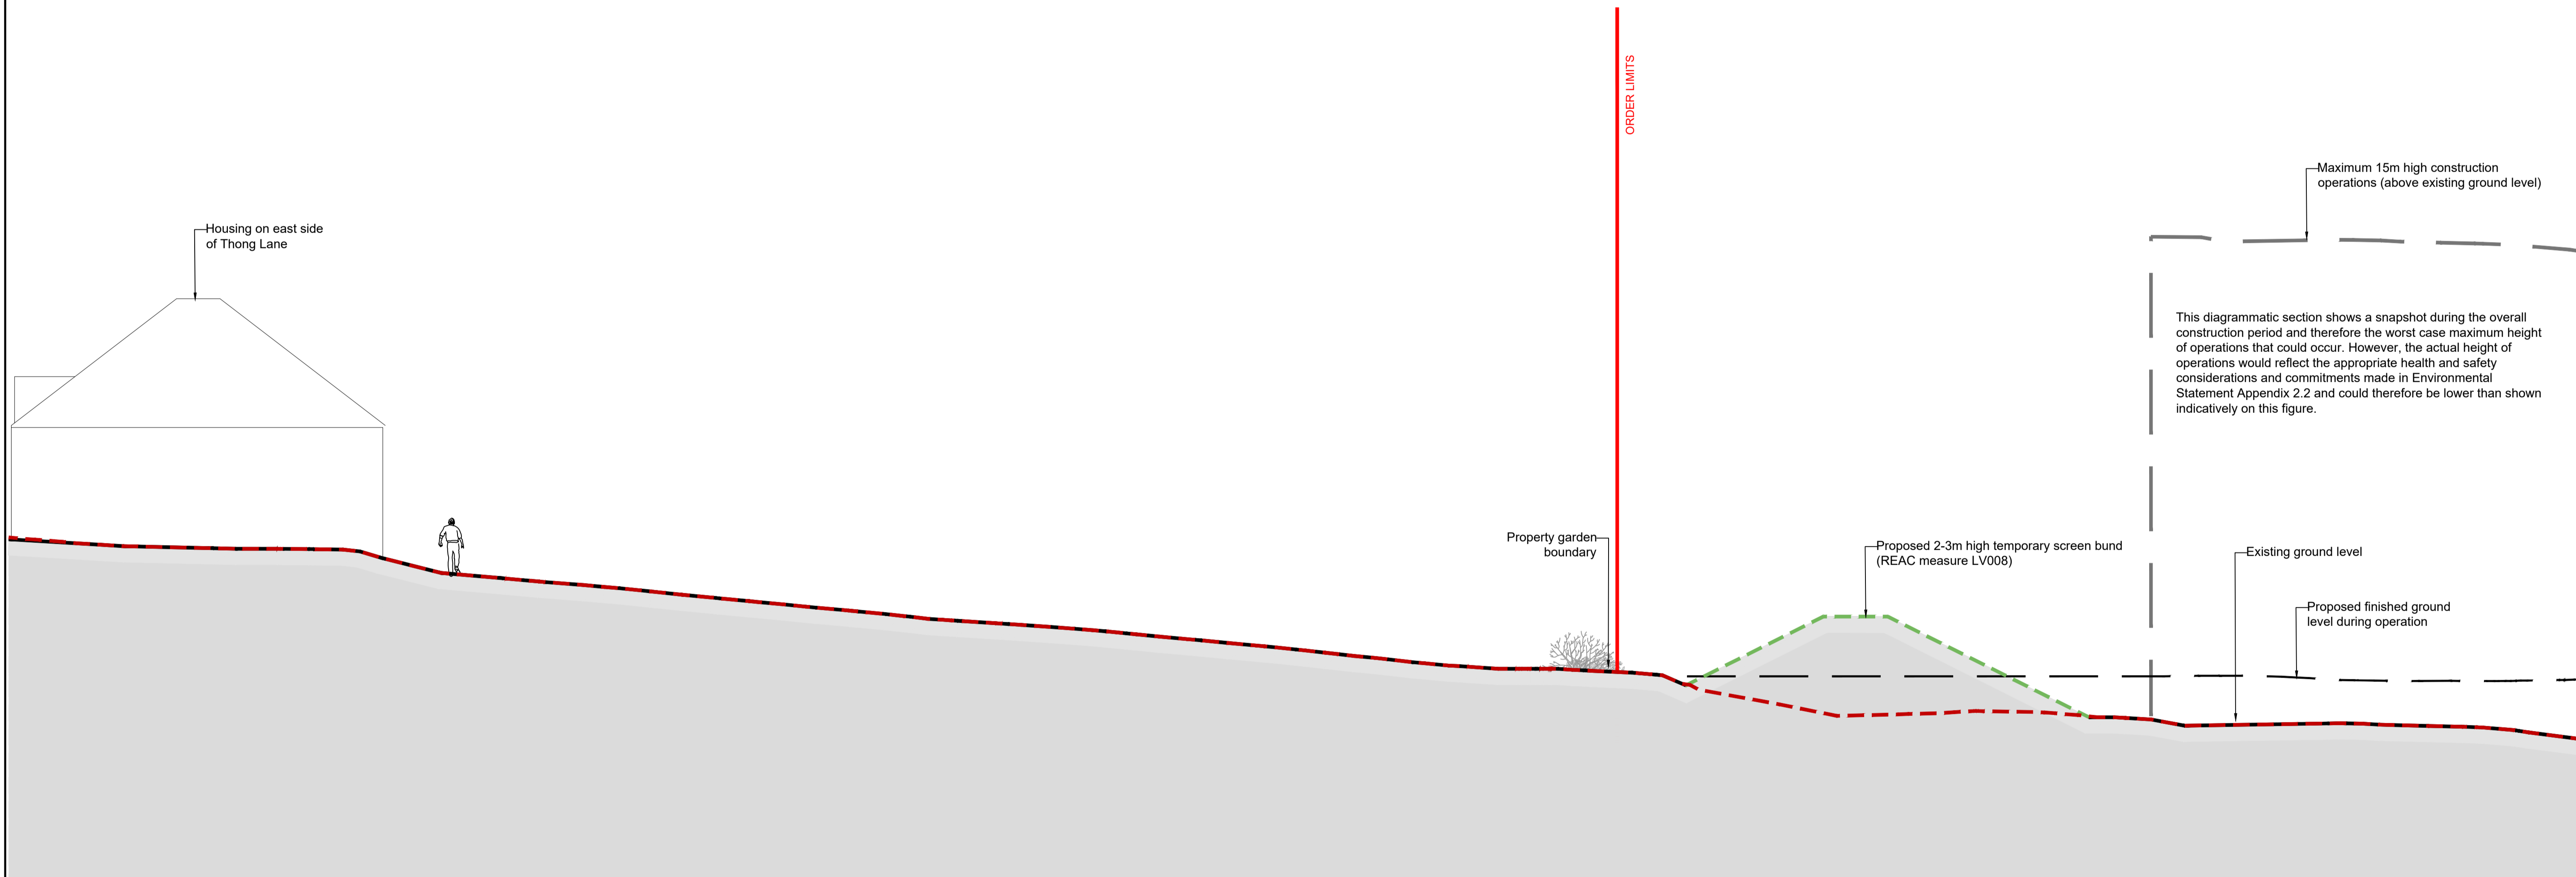 ORDER LIMITS
Maximum 15m high construction
operations (above existing ground level)
Housing on east side
of Thong Lane
This diagrammatic section shows a snapshot during the overall
construction period and therefore the worst case maximum height
of operations that could occur. However, the actual height of
operations would reflect the appropriate health and safety
considerations and commitments made in Environmental
Statement Appendix 2.2 and could therefore be lower than shown
indicatively on this figure.
Property garden
boundary
Proposed 2-3m high temporary screen bund
(REAC measure LV008)
Existing ground level
Proposed finished ground
level during operation